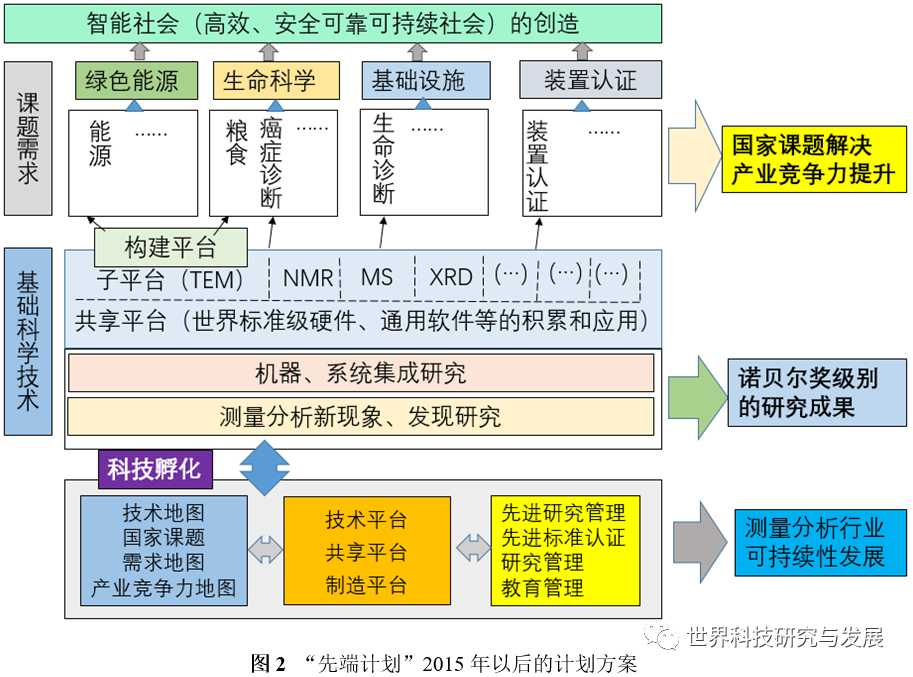 智能社会（高效、安全可靠可持续社会）的创造
课题需求
绿色能源
生命科学
基础设施
装置认证
能源
……
粮食
癌症诊断
……
生命诊断
……
装置认证
……
国家课题解决
产业竞争力提升
构建平台
基础科学技术
子平台（TEM）
NMR
MS
XRD
(…)
(…)
(…)
共享平台（世界标准级硬件、通用软件等的积累和应用）
机器、系统集成研究
测量分析新现象、发现研究
诺贝尔奖级别
的研究成果
科技孵化
技术地图
国家课题
需求地图
产业竞争力地图
技术平台
共享平台
制造平台
先进研究管理
先进标准认证
研究管理
教育管理
测量分析行业
可持续性发展
世界科技研究与发展
图2 “先端计划”2015年以后的计划方案